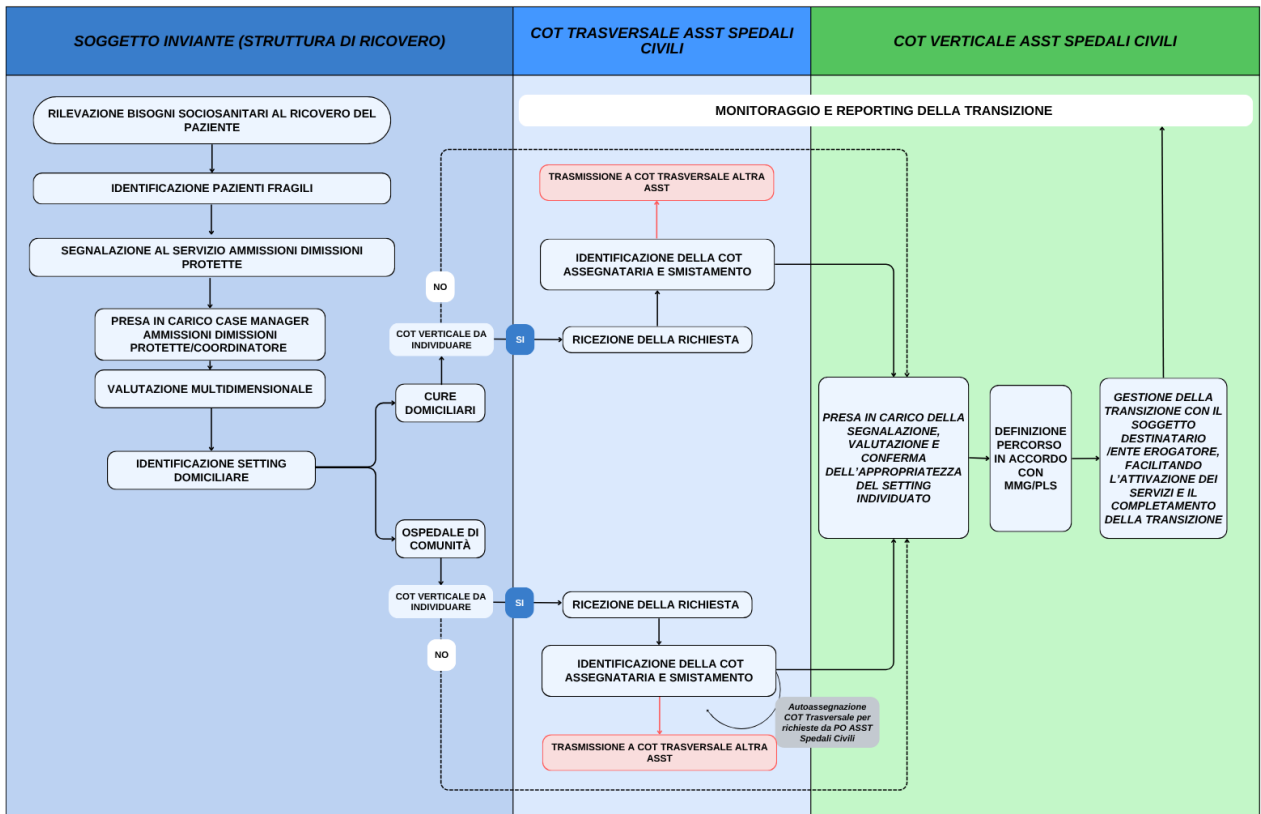 SOGGETTO INVIANTE (STRUTTURA DI RICOVERO)
COT TRASVERSALE ASST SPEDALI
CIVILI
COT VERTICALE ASST SPEDALI CIVILI
RILEVAZIONE BISOGNI SOCIOSANITARI AL RICOVERO DEL
PAZIENTE
IDENTIFICAZIONE PAZIENTI FRAGILI
SEGNALAZIONE AL SERVIZIO AMMISSIONI DIMISSIONI
PROTETTE
PRESA IN CARICO CASE MANAGER
AMMISSIONI DIMISSIONI
PROTETTE/COORDINATORE
VALUTAZIONE MULTIDIMENSIONALE
IDENTIFICAZIONE SETTING
DOMICILIARE
NO
COT VERTICALE DA
INDIVIDUARE
SI
CURE
DOMICILIARI
OSPEDALE DI
COMUNITÀ
COT VERTICALE DA
INDIVIDUARE
SI
NO
MONITORAGGIO E REPORTING DELLA TRANSIZIONE
TRASMISSIONE A COT TRASVERSALE ALTRA
ASST
IDENTIFICAZIONE DELLA COT
ASSEGNATARIA E SMISTAMENTO
RICEZIONE DELLA RICHIESTA
RICEZIONE DELLA RICHIESTA
IDENTIFICAZIONE DELLA COT
ASSEGNATARIA E SMISTAMENTO
Autoassegnazione
COT Trasversale per
richieste da PO ASST
Spedali Civili
TRASMISSIONE A COT TRASVERSALE ALTRA
ASST
PRESA IN CARICO DELLA
SEGNALAZIONE,
VALUTAZIONE E
CONFERMA
DELL'APPROPRIATEZZA
DEL SETTING
INDIVIDUATO
DEFINIZIONE
PERCORSO
IN ACCORDO
CON
MMG/PLS
GESTIONE DELLA
TRANSIZIONE CON IL
SOGGETTO
DESTINATARIO
/ENTE EROGATORE,
FACILITANDO
L'ATTIVAZIONE DEI
SERVIZI E IL
COMPLETAMENTO
DELLA TRANSIZIONE